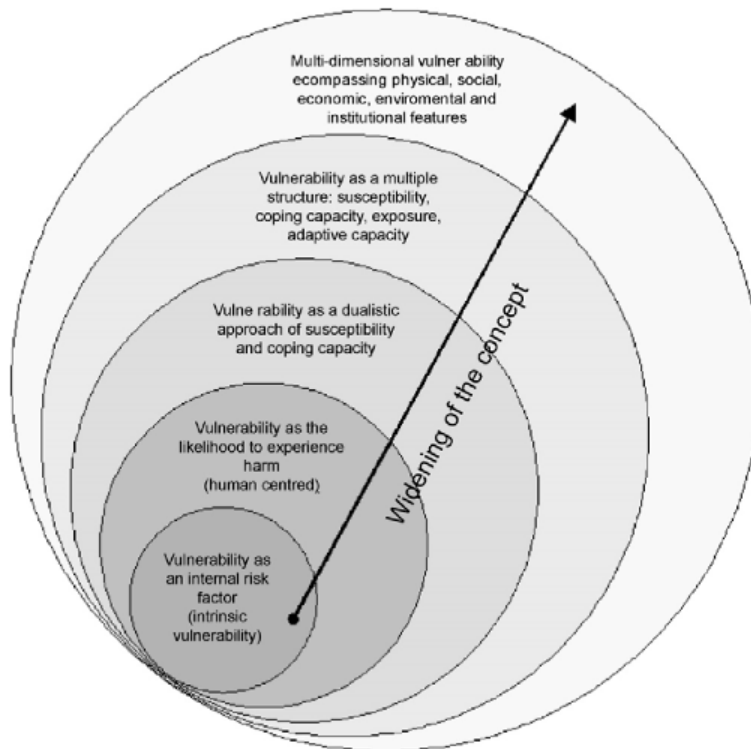 Multi-dimensional vulner ability
ecompassing physical, social,
economic, enviromental and
institutional features
Vulnerability as a multiple
structure: susceptibility,
coping capacity, exposure,
adaptive capacity
Vulne rability as a dualistic
approach of susceptibility
and coping capacity
Widening of the concept
Vulnerability as the
likelihood to experience
harm
(human centred)
Vulnerability as
an internal risk
factor
(intrinsic
vulnerability)